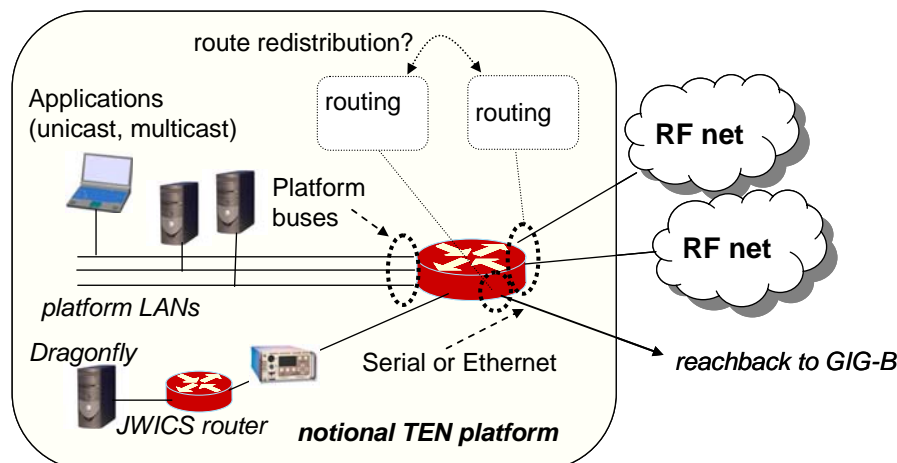 route redistribution?
Applications
(unicast, multicast)
routing
routing
RF net
Platform
buses
RF net
platform LANs
Dragonfly
Serial or Ethernet
reachback to GIG-B
JWICS router
notional TEN platform